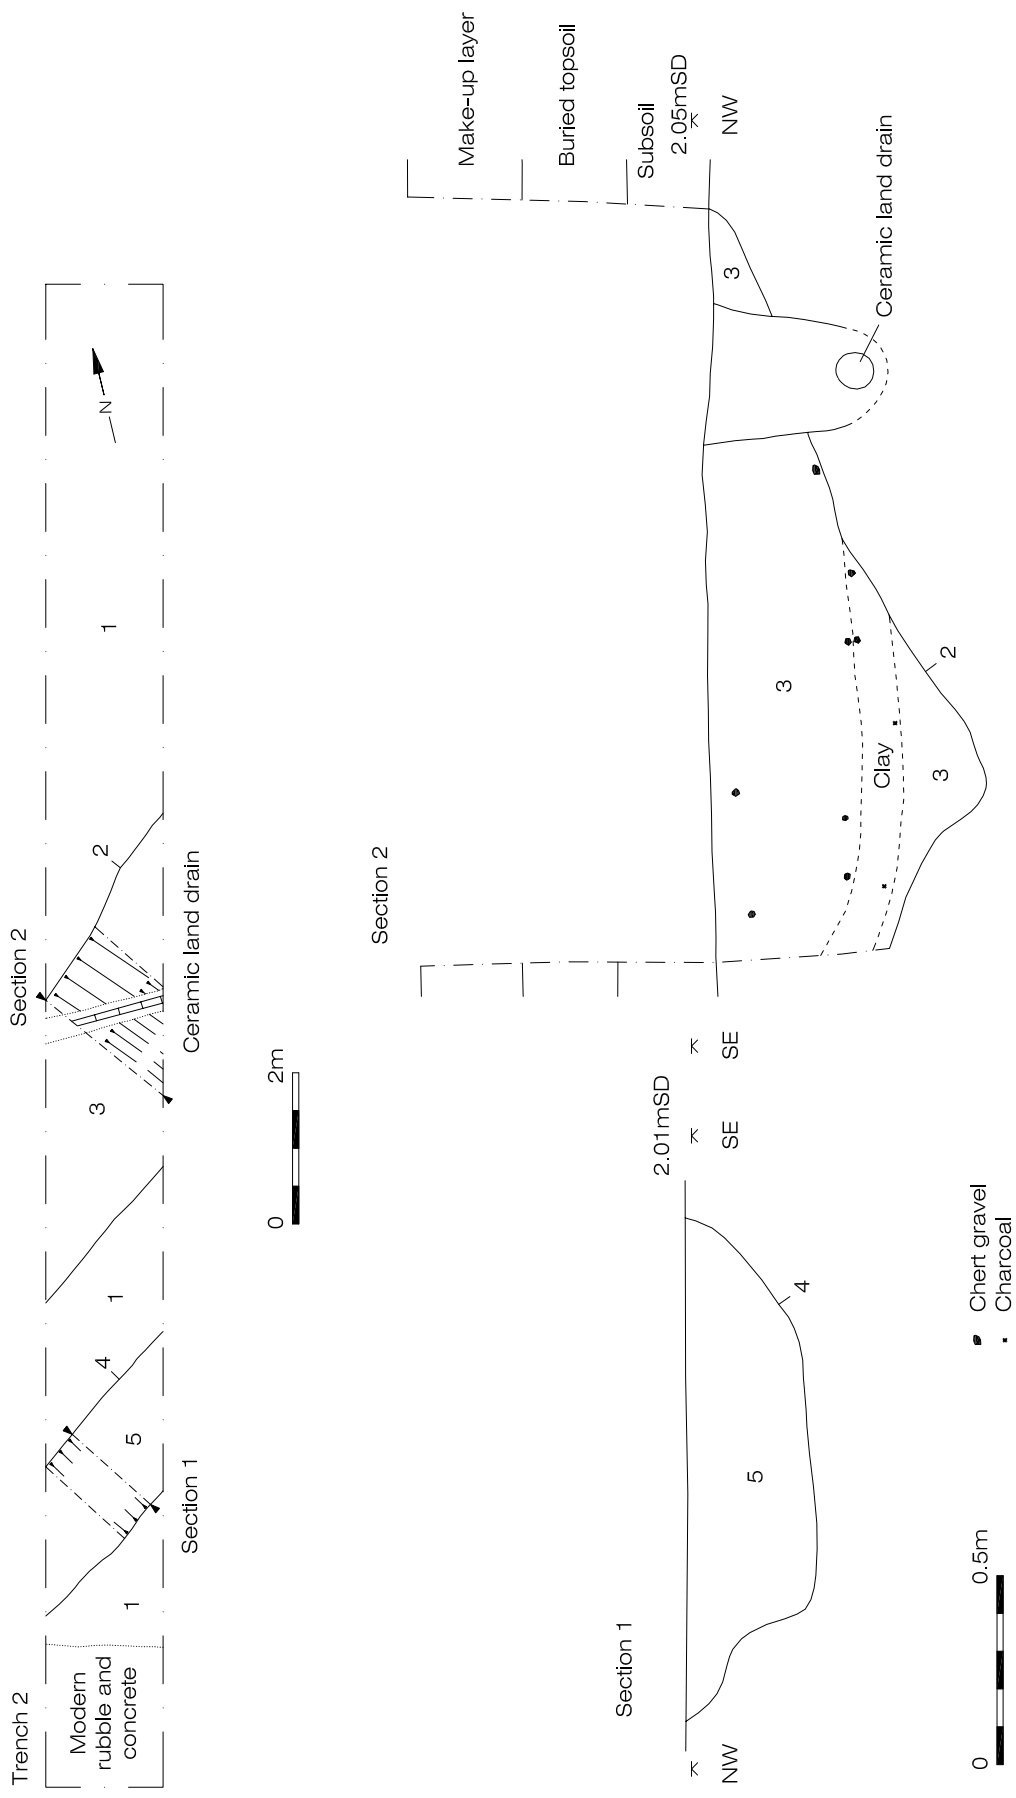 Trench 2
Modern
rubble and
concrete
1
Section 1
5
4
1
3
Section 2
Ceramic land drain
2
1
N
0 2m
Section 2
Make-up layer
Buried topsoil
Subsoil
2.05mSD
SE
NW
3
3
Clay
3
2
Ceramic land drain
Section 1
2.01mSD
NW
SE
5
4
0 0.5m
Chert gravel
Charcoal